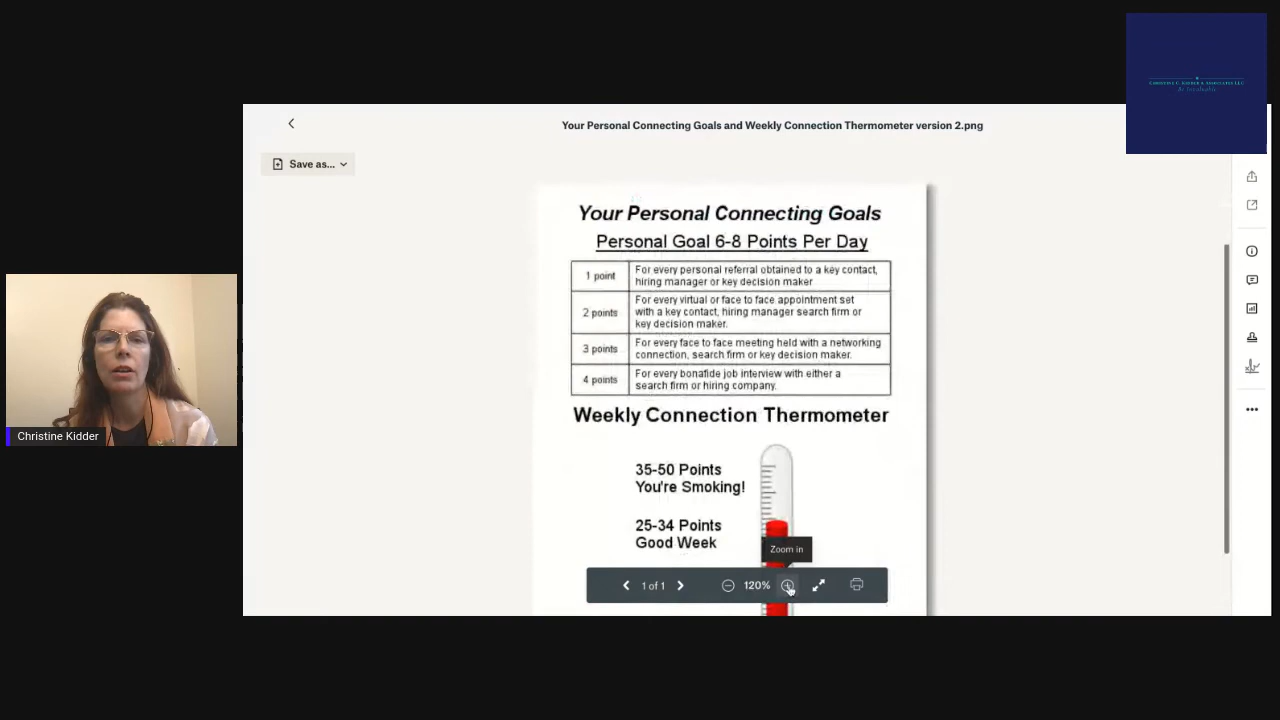 CHRISTINE C. KIDDER & ASSOCIATES LLC
Be Invaluable
Your Personal Connecting Goals and Weekly Connection Thermometer version 2.png
Save as...
Your Personal Connecting Goals
Personal Goal 6-8 Points Per Day
1 point
For every personal referral obtained to a key contact,
hiring manager or key decision maker
2 points
For every virtual or face to face appointment set
with a key contact, hiring manager search firm or
key decision maker.
3 points
For every face to face meeting held with a networking
connection, search firm or key decision maker.
4 points
For every bonafide job interview with either a
search firm or hiring company.
Weekly Connection Thermometer
35-50 Points
You're Smoking!
25-34 Points
Good Week
Zoom in
1 of 1
120%
Christine Kidder